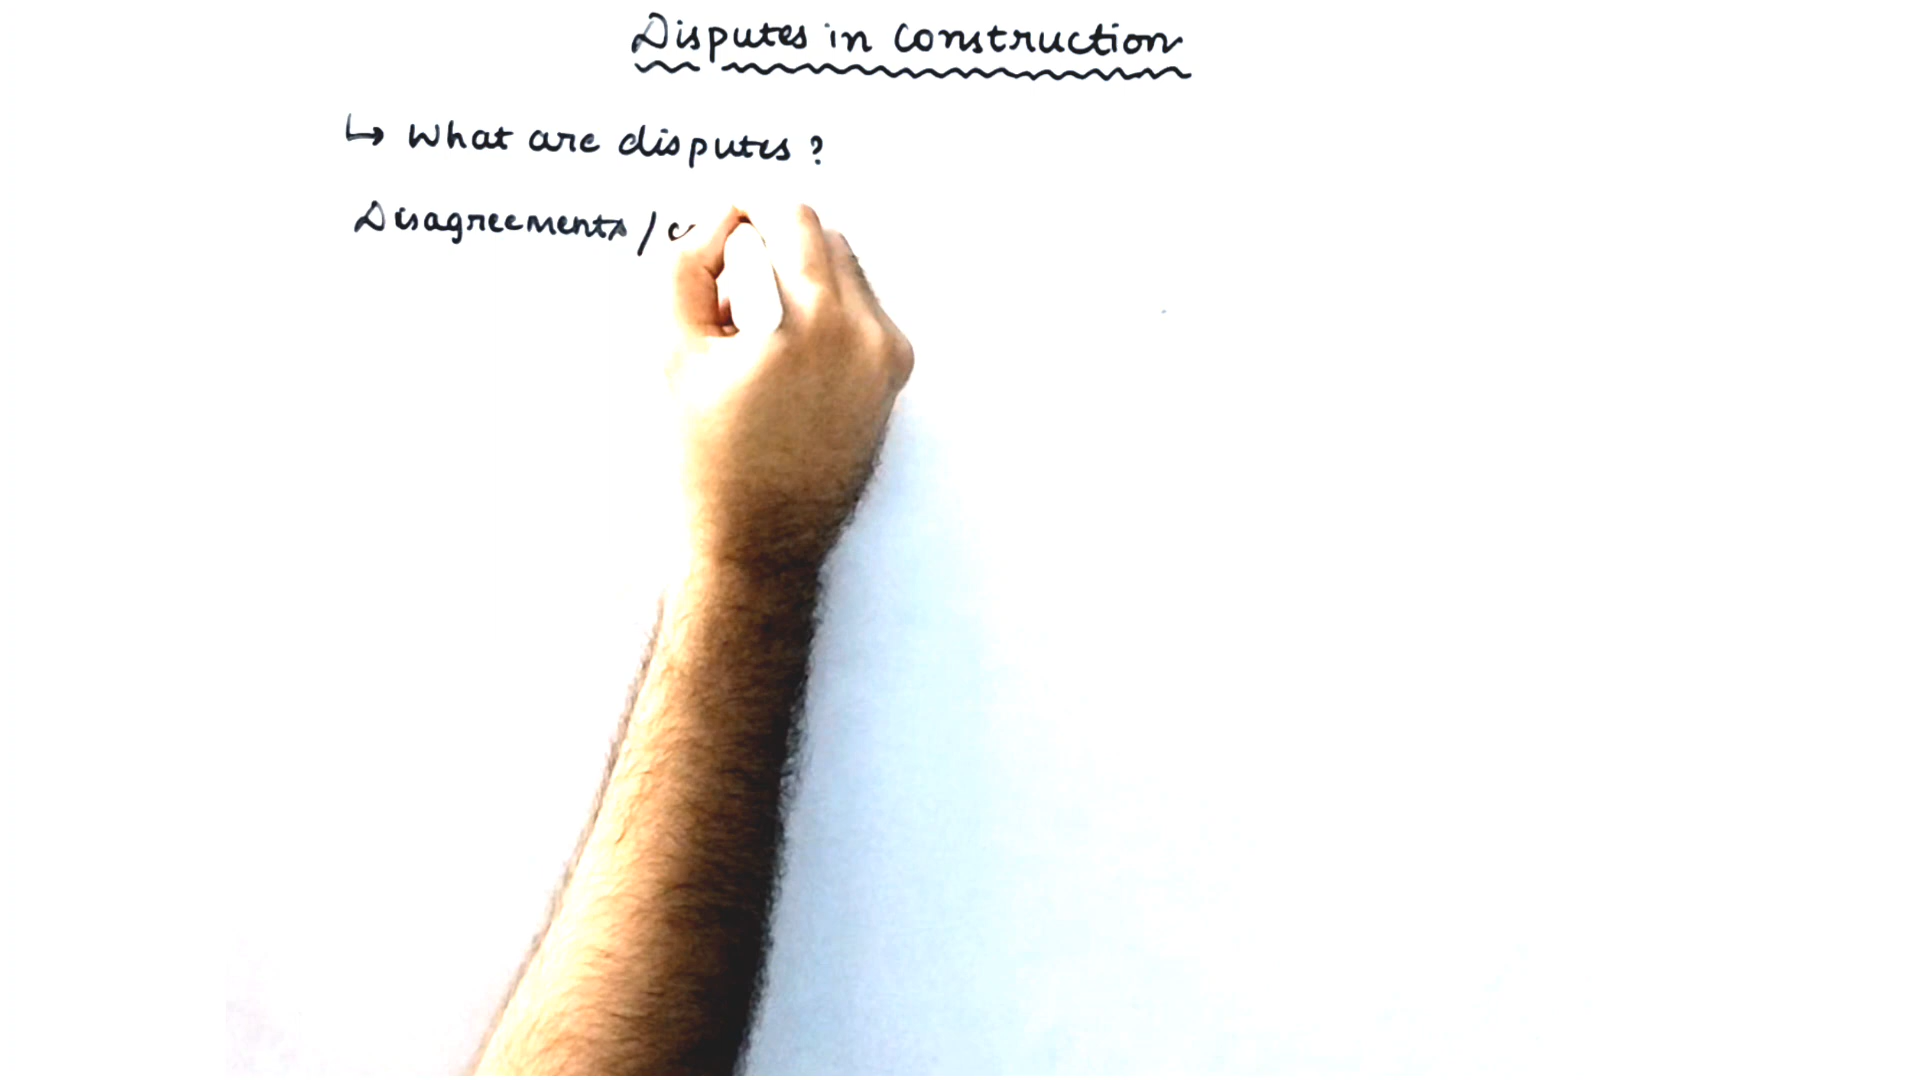 Disputes in construction
↳ What are disputes ?
Disagreements /